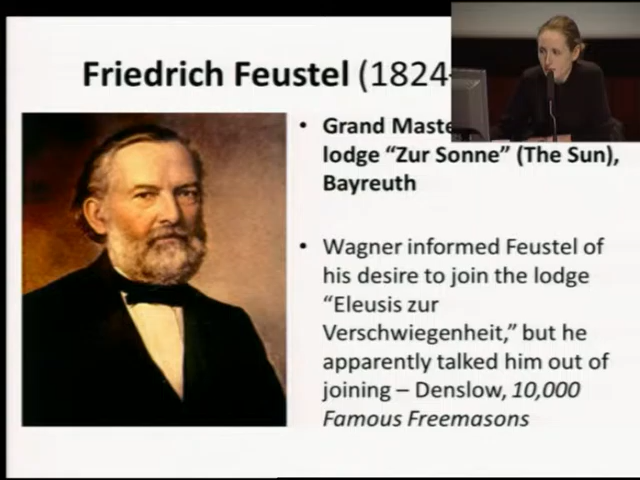 Friedrich Feustel (1824-
• Grand Maste
lodge “Zur Sonne” (The Sun),
Bayreuth
• Wagner informed Feustel of
his desire to join the lodge
“Eleusis zur
Verschwiegenheit,” but he
apparently talked him out of
joining – Denslow, 10,000
Famous Freemasons